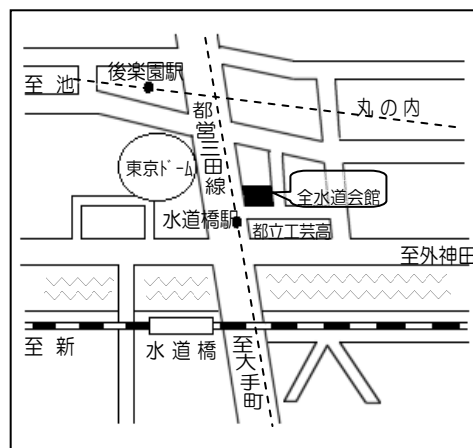 後楽園駅
至 池
丸の内
都営三田線
東京ﾄﾞｰﾑ
全水道会館
水道橋駅
都立工芸高
至外神田
至 新
水 道 橋
至大手町